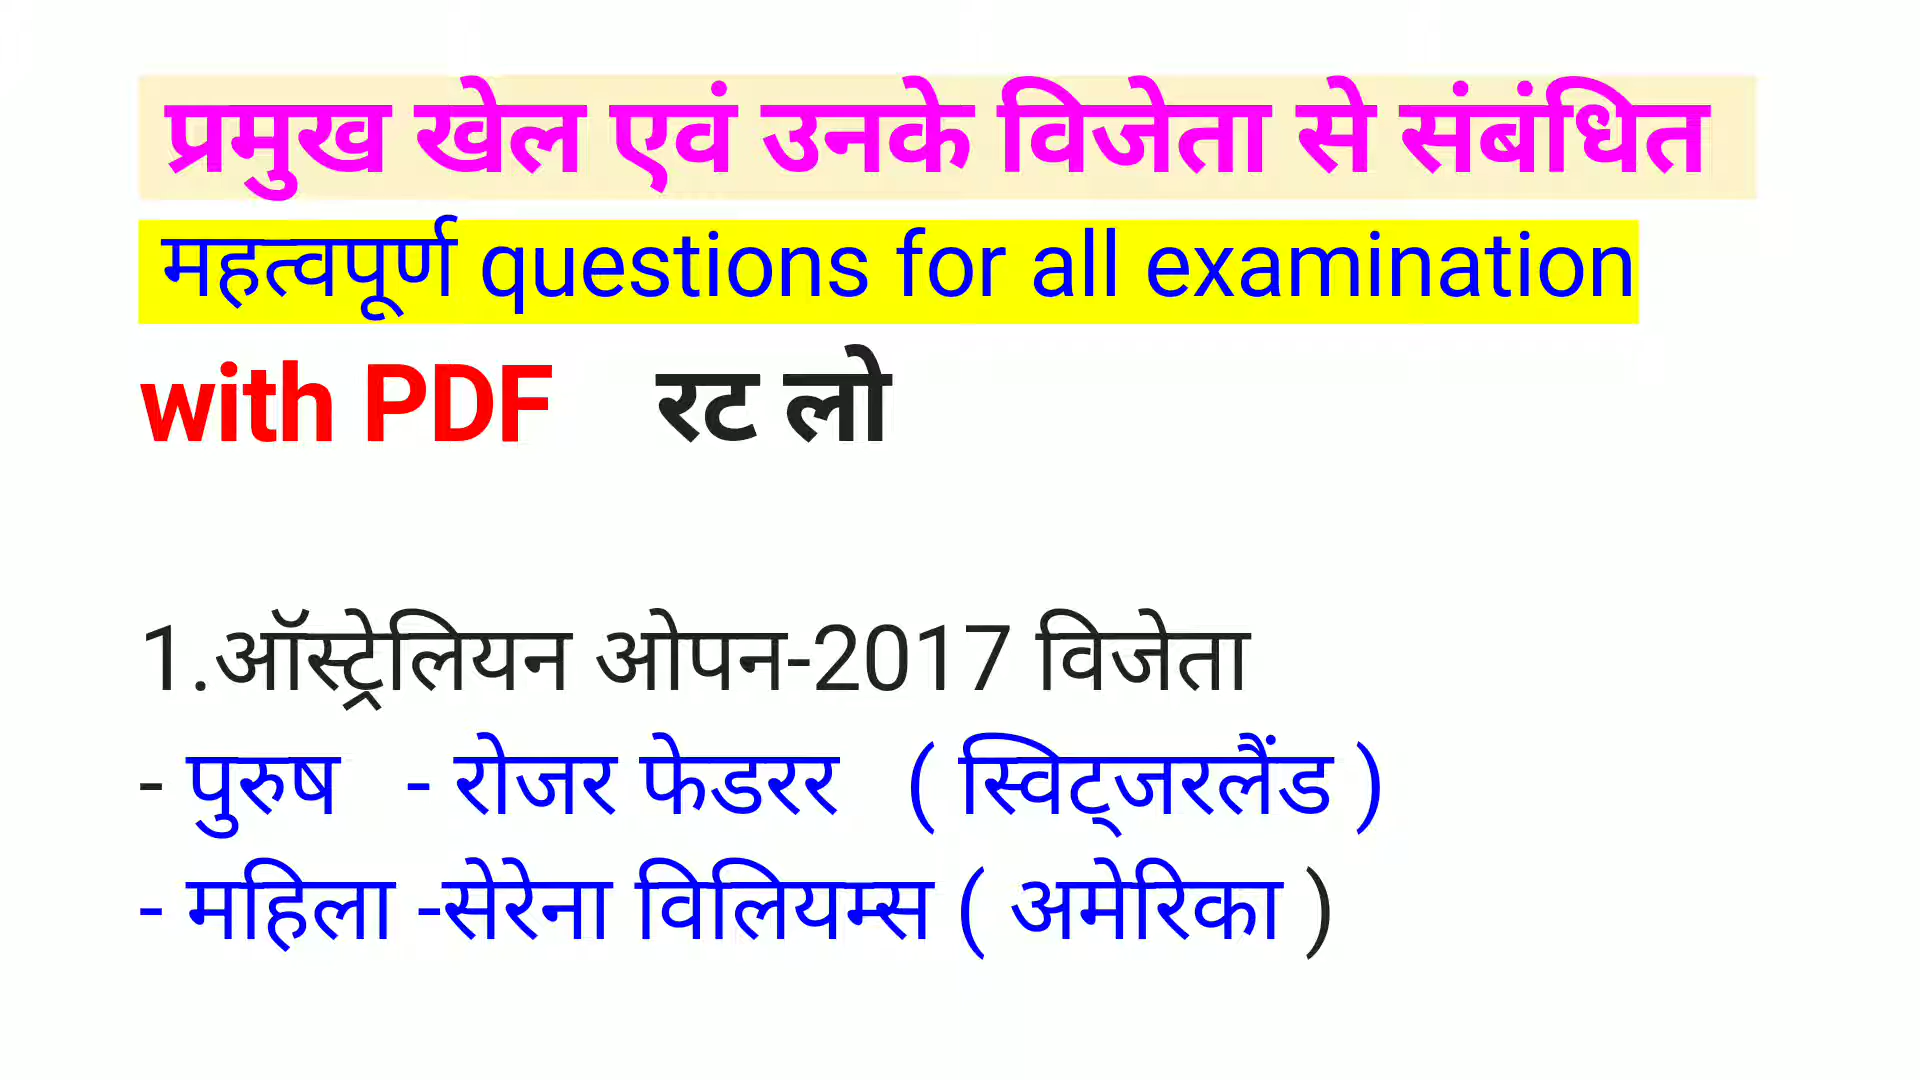 प्रमुख खेल एवं उनके विजेता से संबंधित
महत्वपूर्ण questions for all examination
with PDF रट लो
1.ऑस्ट्रेलियन ओपन-2017 विजेता
- पुरुष - रोजर फेडरर ( स्विट्जरलैंड )
- महिला -सेरेना विलियम्स ( अमेरिका )